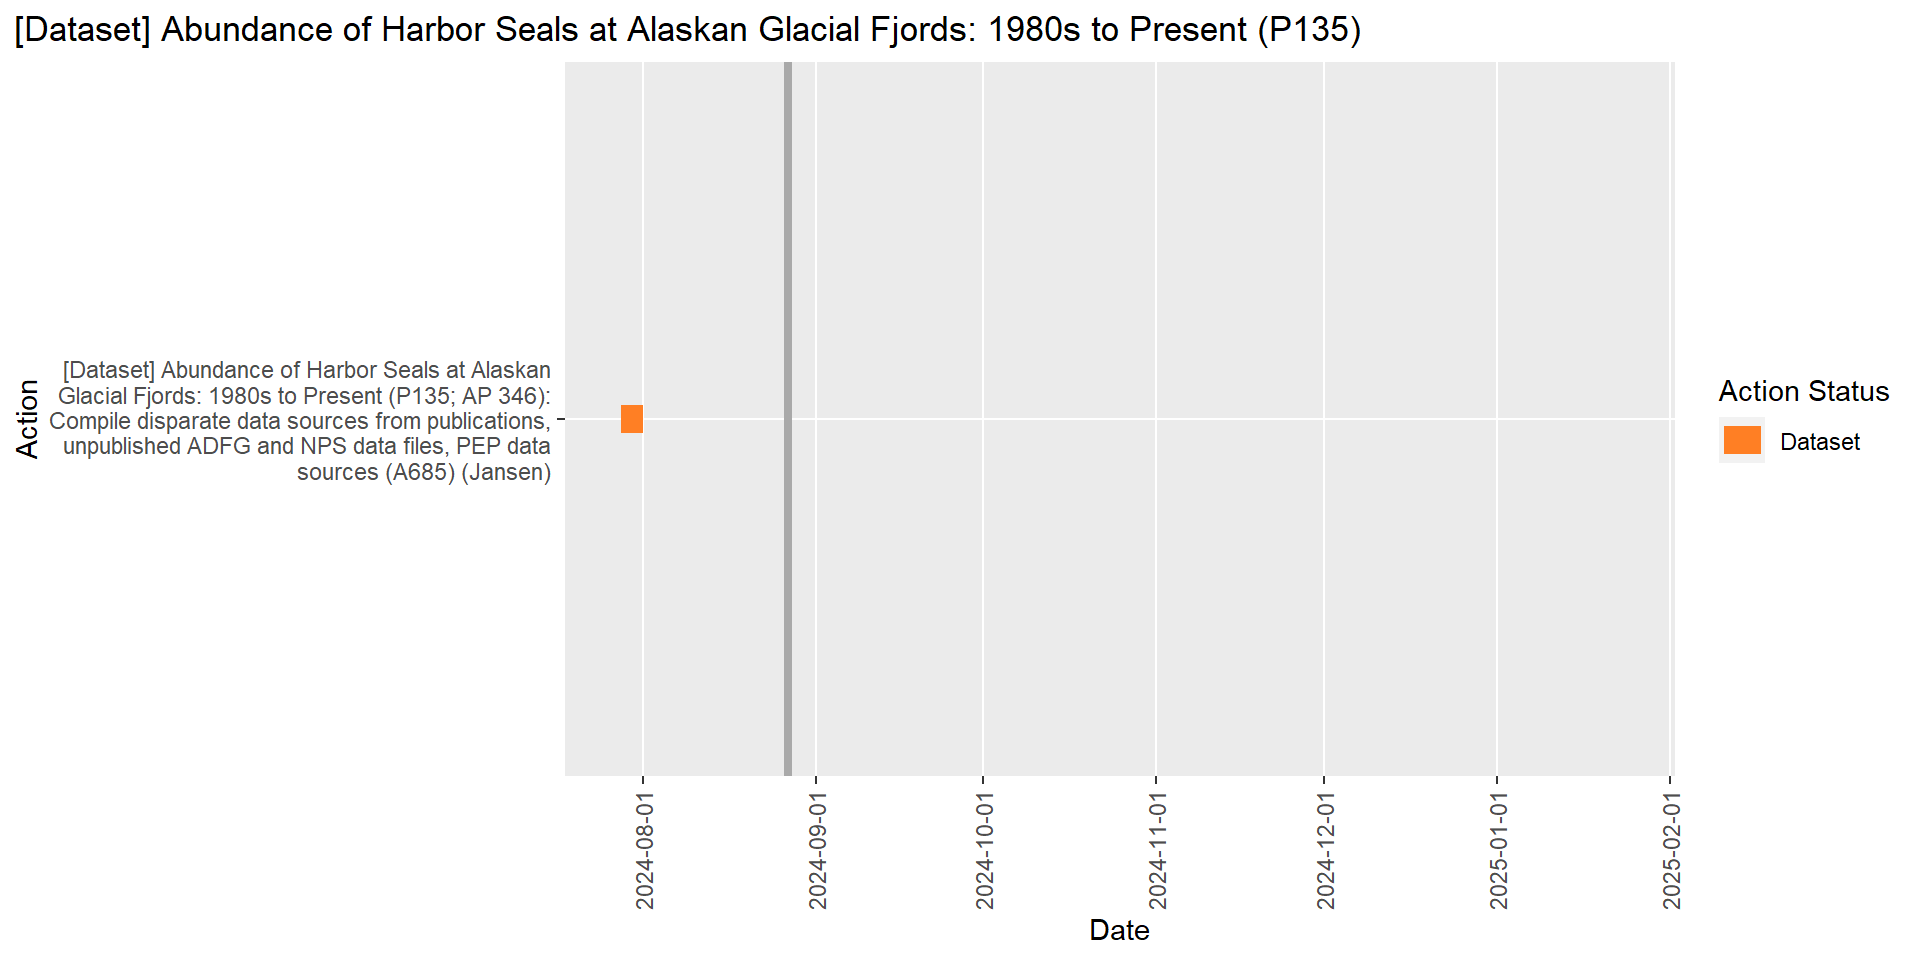 [Dataset] Abundance of Harbor Seals at Alaskan Glacial Fjords: 1980s to Present (P135)
Action
[Dataset] Abundance of Harbor Seals at Alaskan
Glacial Fjords: 1980s to Present (P135; AP 346):
Compile disparate data sources from publications,
unpublished ADFG and NPS data files, PEP data
sources (A685) (Jansen)
Action Status
Dataset
2024-08-01
2024-09-01
2024-10-01
2024-11-01
2024-12-01
2025-01-01
2025-02-01
Date